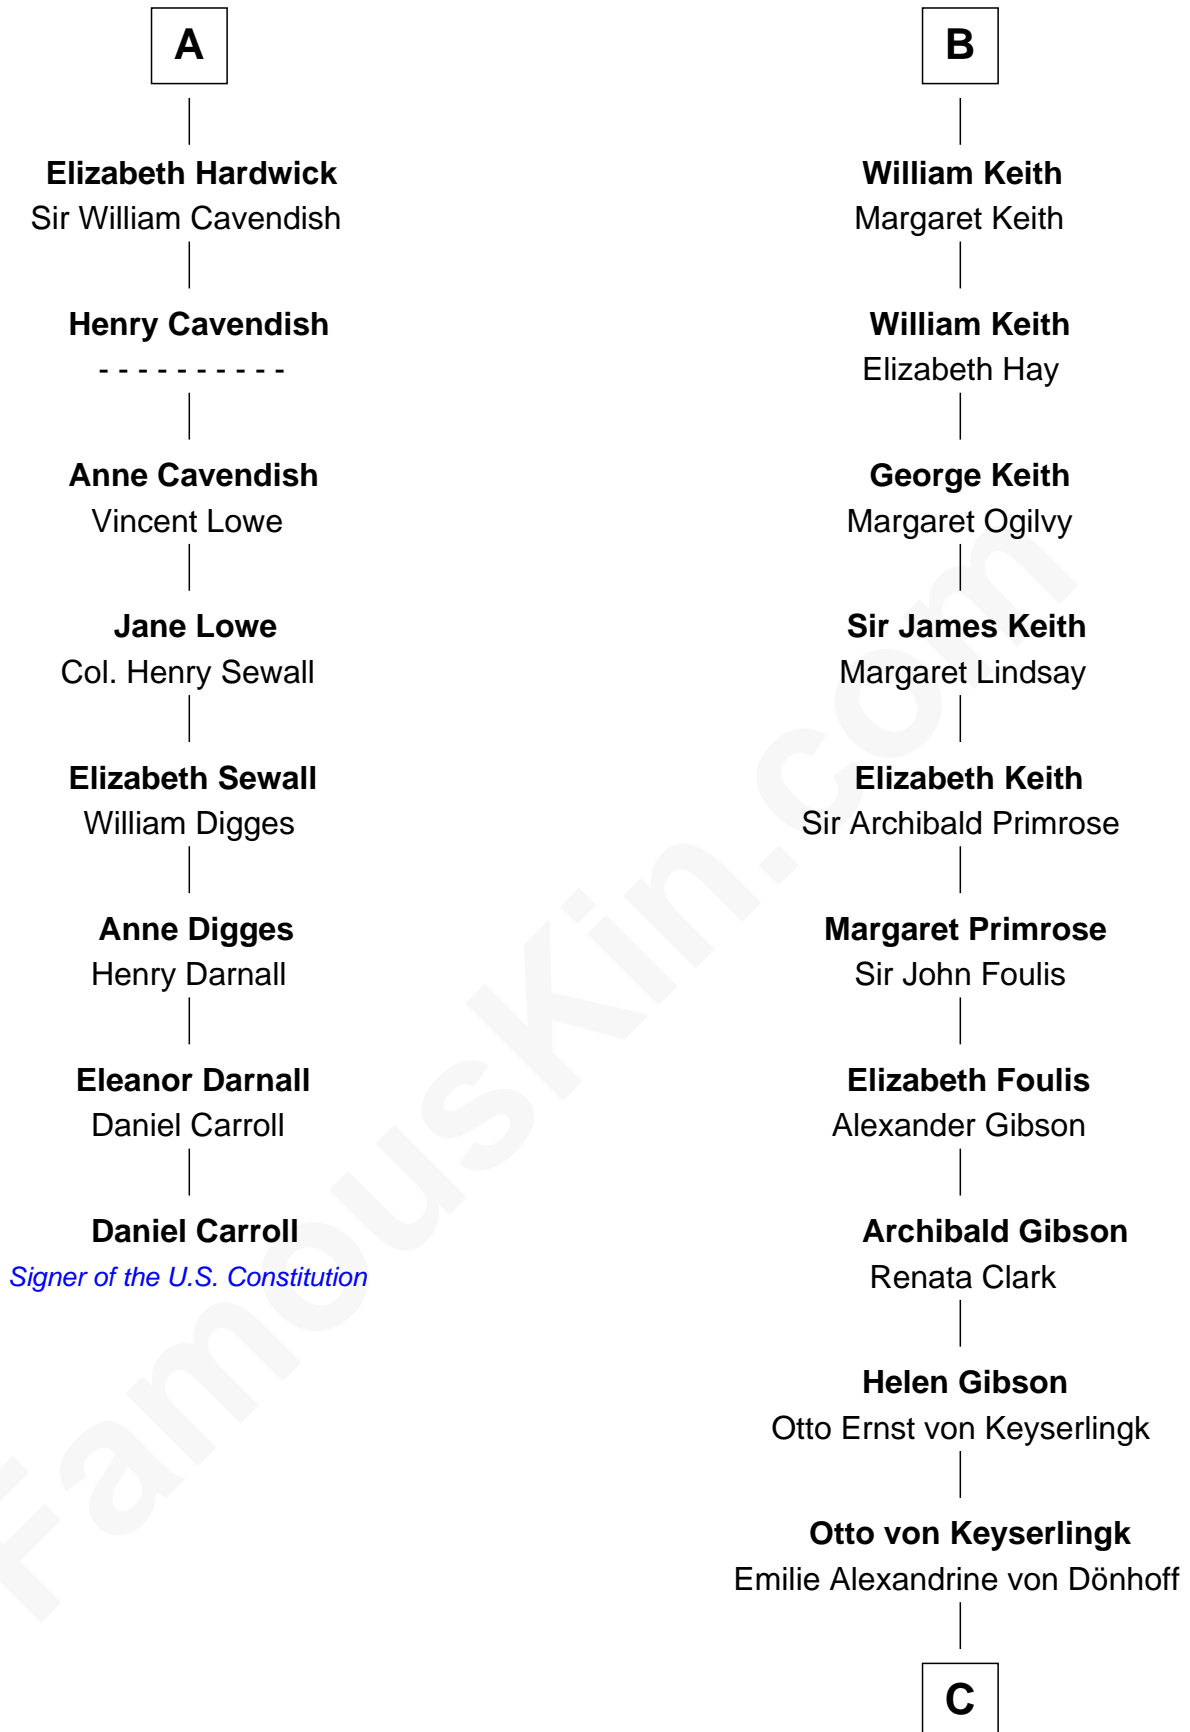 A
Elizabeth Hardwick
Sir William Cavendish
Henry Cavendish
- - - - - - - - - -
Anne Cavendish
Vincent Lowe
Jane Lowe
Col. Henry Sewall
Elizabeth Sewall
William Digges
Anne Digges
Henry Darnall
Eleanor Darnall
Daniel Carroll
Daniel Carroll
Signer of the U.S. Constitution
B
William Keith
Margaret Keith
William Keith
Elizabeth Hay
George Keith
Margaret Ogilvy
Sir James Keith
Margaret Lindsay
Elizabeth Keith
Sir Archibald Primrose
Margaret Primrose
Sir John Foulis
Elizabeth Foulis
Alexander Gibson
Archibald Gibson
Renata Clark
Helen Gibson
Otto Ernst von Keyserlingk
Otto von Keyserlingk
Emilie Alexandrine von Dönhoff
C
FamousKin.com